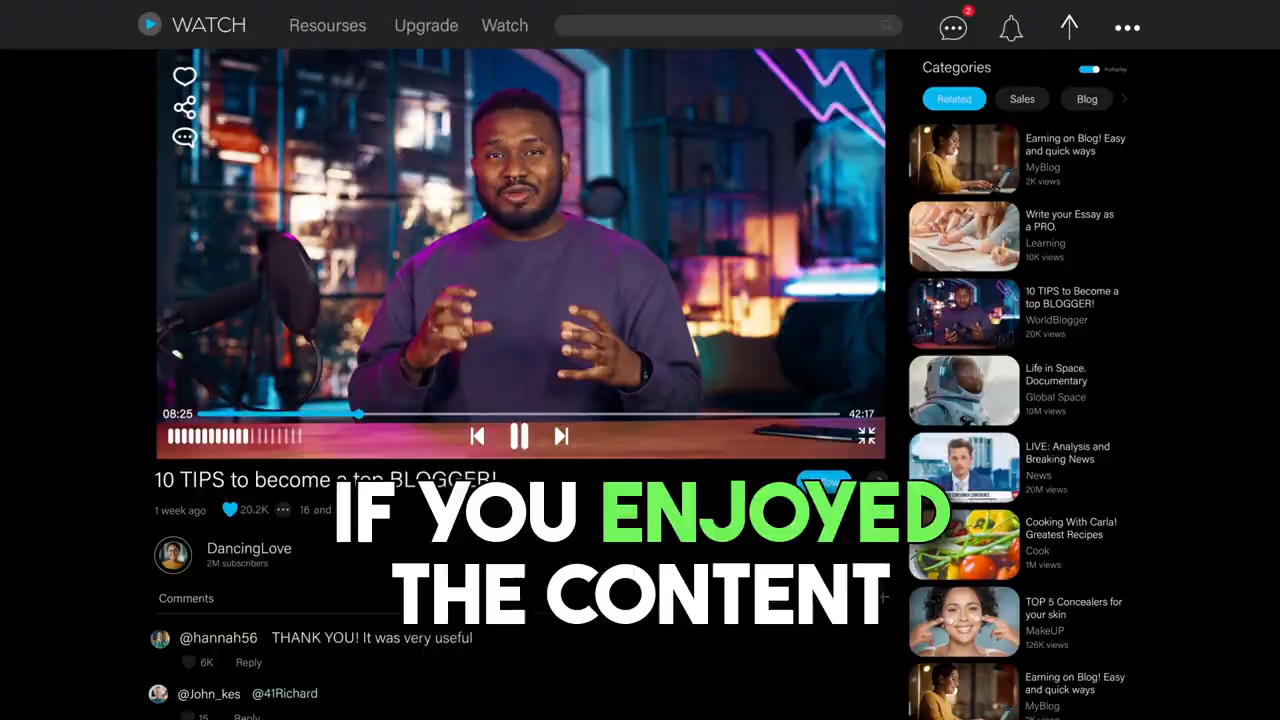 WATCH
Resourses
Upgrade
Watch
2
Categories
Autoplay
Related
Sales
Blog
08:25
42:17
10 TIPS to become a top BLOGGER!
1 week ago
20.2K
16 and
DancingLove
2M subscribers
IF YOU ENJOYED
THE CONTENT
Comments
@hannah56 THANK YOU! It was very useful
6K
Reply
@John_kes @41Richard
15
Reply
Earning on Blog! Easy
and quick ways
MyBlog
2K views
Write your Essay as
a PRO.
Learning
10K views
10 TIPS to Become a
top BLOGGER!
WorldBlogger
20K views
Life in Space.
Documentary
Global Space
10M views
LIVE: Analysis and
Breaking News
News
20M views
Cooking With Carla!
Greatest Recipes
Cook
1M views
TOP 5 Concealers for
your skin
MakeUP
126K views
Earning on Blog! Easy
and quick ways
MyBlog